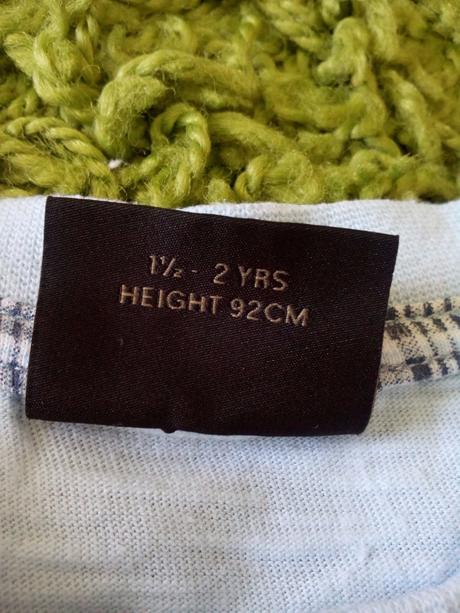 1½ - 2 YRS
HEIGHT 92CM